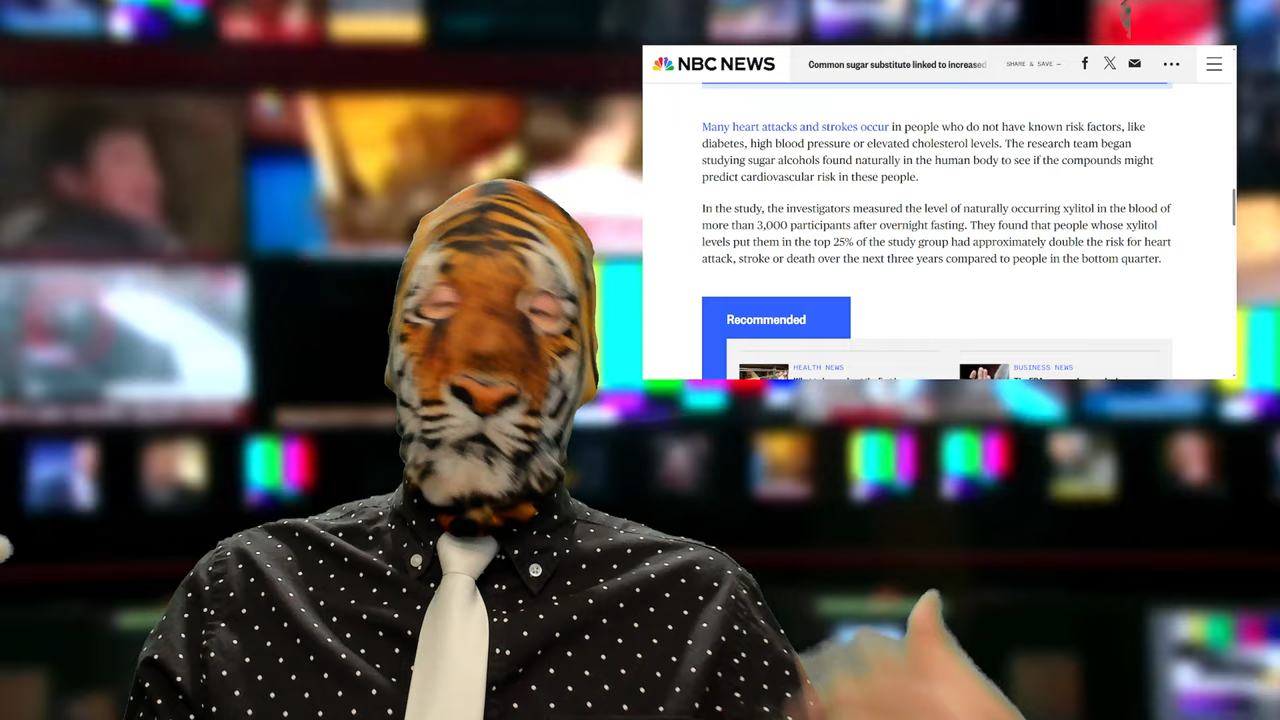 NBC NEWS
Common sugar substitute linked to increased
SHARE & SAVE —
Many heart attacks and strokes occur in people who do not have known risk factors, like
diabetes, high blood pressure or elevated cholesterol levels. The research team began
studying sugar alcohols found naturally in the human body to see if the compounds might
predict cardiovascular risk in these people.
In the study, the investigators measured the level of naturally occurring xylitol in the blood of
more than 3,000 participants after overnight fasting. They found that people whose xylitol
levels put them in the top 25% of the study group had approximately double the risk for heart
attack, stroke or death over the next three years compared to people in the bottom quarter.
Recommended
HEALTH NEWS
BUSINESS NEWS